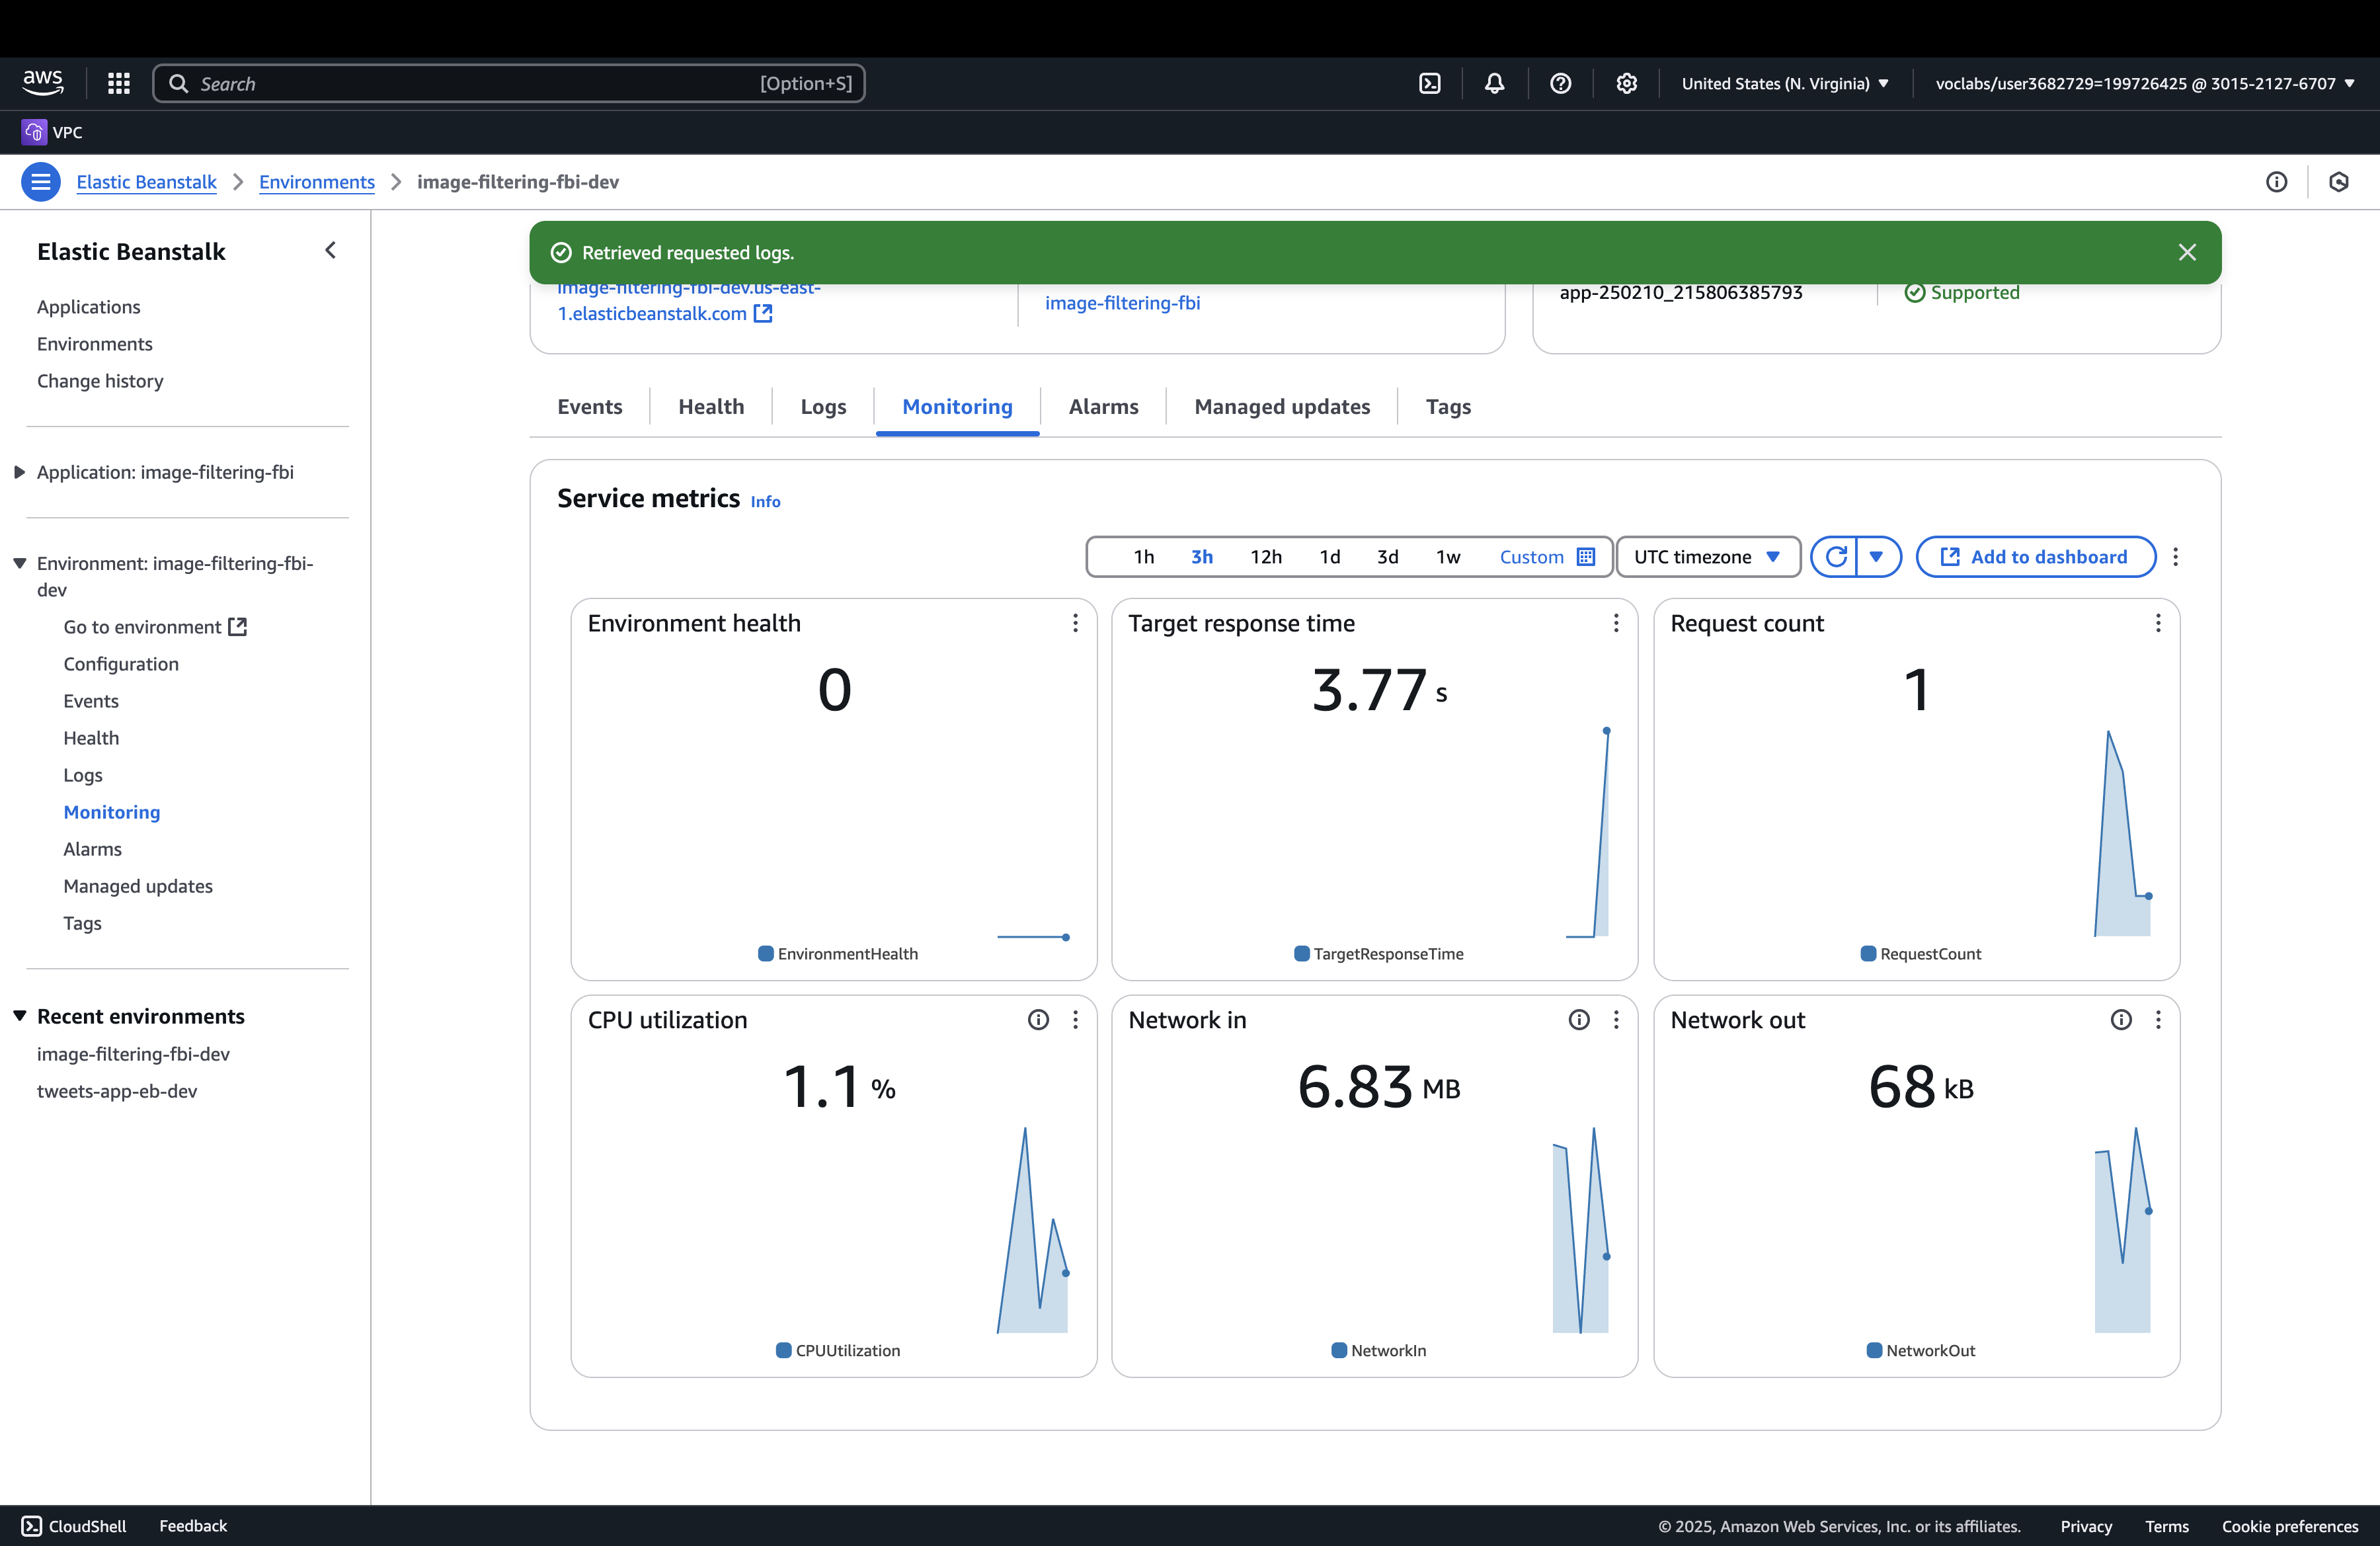 aws
Search
[Option+S]
United States (N. Virginia)
voclabs/user3682729=199726425 @ 3015-2127-6707
VPC
Elastic Beanstalk
Environments
image-filtering-fbi-dev
Elastic Beanstalk
Applications
Environments
Change history
Application: image-filtering-fbi
Environment: image-filtering-fbi-
dev
Go to environment
Configuration
Events
Health
Logs
Monitoring
Alarms
Managed updates
Tags
Recent environments
image-filtering-fbi-dev
tweets-app-eb-dev
Retrieved requested logs.
image-filtering-fbi-dev.us-east-
1.elasticbeanstalk.com
image-filtering-fbi
app-250210_215806385793
Supported
Events
Health
Logs
Monitoring
Alarms
Managed updates
Tags
Service metrics Info
1h
3h
12h
1d
3d
1w
Custom
UTC timezone
Add to dashboard
Environment health
0
EnvironmentHealth
Target response time
3.77 s
TargetResponseTime
Request count
1
RequestCount
CPU utilization
1.1 %
CPUUtilization
Network in
6.83 MB
NetworkIn
Network out
68 kB
NetworkOut
CloudShell
Feedback
© 2025, Amazon Web Services, Inc. or its affiliates.
Privacy
Terms
Cookie preferences